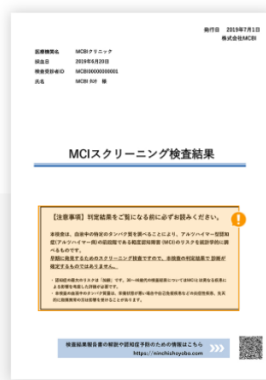 発行日 2019年7月1日
株式会社MCBI
医療機関名 MCBIクリニック
採血日 2019年6月20日
検査受診者ID MCBI00000000001
氏名 MCBI 様
MCIスクリーニング検査結果
【注意事項】判定結果をご覧になる前に必ずお読みください。
本検査は、血液中の特定のタンパク質を調べることにより、アルツハイマー型認知
症(アルツハイマー病)の前段階である軽度認知障害(MCI)のリスクを統計学的に調
べるものです。
早期に発見するためのスクリーニング検査ですので、本検査の判定結果で診断が
確定するものではありません。
検査結果報告書の解説や認知症予防のための情報はこちら
https://ninchishoyobo.com